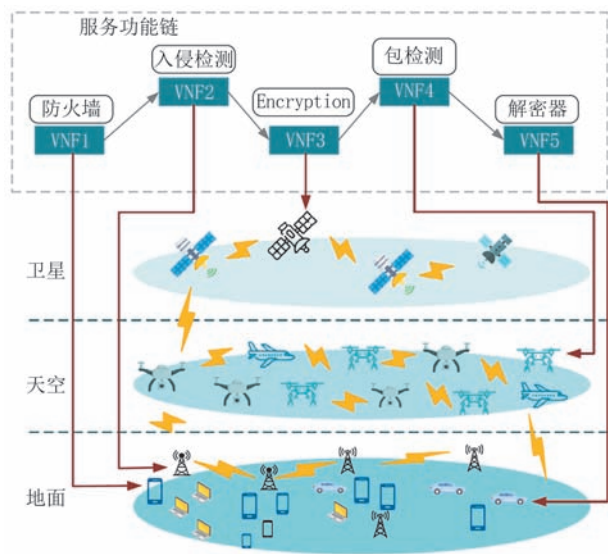 服务功能链
入侵检测
包检测
VNF2
VNF4
防火墙
Encryption
解密器
VNF1
VNF3
VNF5
卫星
天空
地面